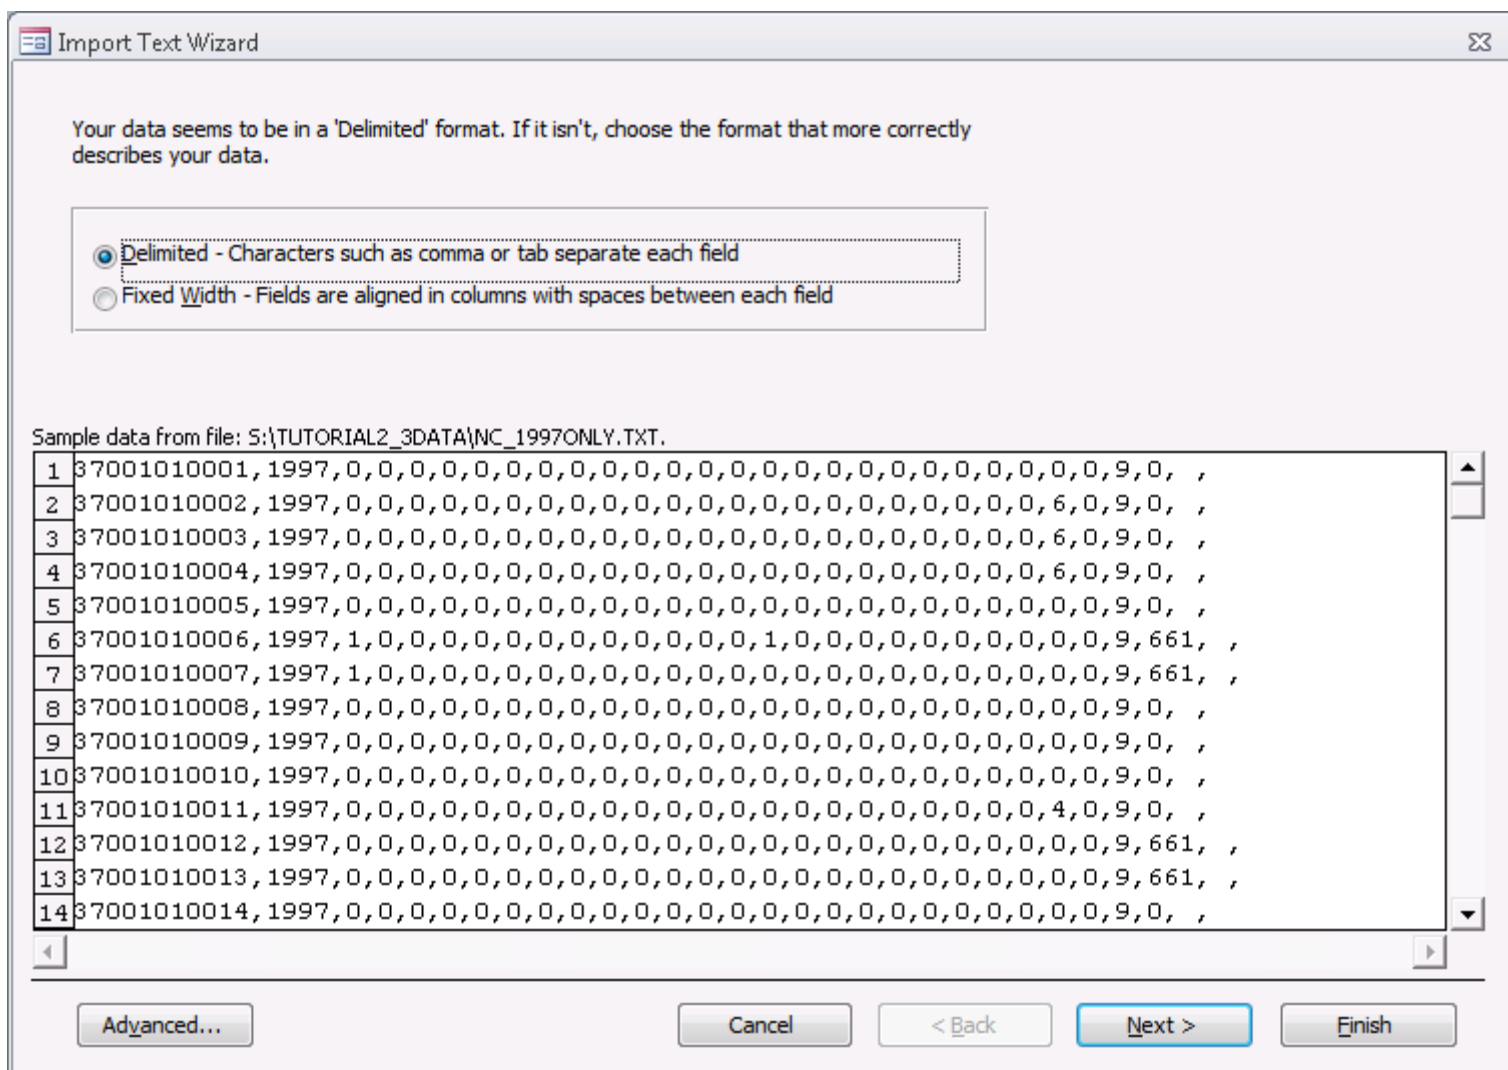 Import Text Wizard
Your data seems to be in a 'Delimited' format. If it isn't, choose the format that more correctly
describes your data.
Delimited - Characters such as comma or tab separate each field
Fixed Width - Fields are aligned in columns with spaces between each field
Sample data from file: S:\TUTORIAL2_3DATA\NC_1997ONLY.TXT.
1 37001010001,1997,0,0,0,0,0,0,0,0,0,0,0,0,0,0,0,0,0,0,0,0,0,0,0,0,9,0, ,
2 37001010002,1997,0,0,0,0,0,0,0,0,0,0,0,0,0,0,0,0,0,0,0,0,0,0,6,0,9,0, ,
3 37001010003,1997,0,0,0,0,0,0,0,0,0,0,0,0,0,0,0,0,0,0,0,0,0,0,6,0,9,0, ,
4 37001010004,1997,0,0,0,0,0,0,0,0,0,0,0,0,0,0,0,0,0,0,0,0,0,0,6,0,9,0, ,
5 37001010005,1997,0,0,0,0,0,0,0,0,0,0,0,0,0,0,0,0,0,0,0,0,0,0,0,0,9,0, ,
6 37001010006,1997,1,0,0,0,0,0,0,0,0,0,0,0,0,1,0,0,0,0,0,0,0,0,0,0,9,661, ,
7 37001010007,1997,1,0,0,0,0,0,0,0,0,0,0,0,0,0,0,0,0,0,0,0,0,0,0,0,9,661, ,
8 37001010008,1997,0,0,0,0,0,0,0,0,0,0,0,0,0,0,0,0,0,0,0,0,0,0,0,0,9,0, ,
9 37001010009,1997,0,0,0,0,0,0,0,0,0,0,0,0,0,0,0,0,0,0,0,0,0,0,0,0,9,0, ,
10 37001010010,1997,0,0,0,0,0,0,0,0,0,0,0,0,0,0,0,0,0,0,0,0,0,0,0,0,9,0, ,
11 37001010011,1997,0,0,0,0,0,0,0,0,0,0,0,0,0,0,0,0,0,0,0,0,0,0,4,0,9,0, ,
12 37001010012,1997,0,0,0,0,0,0,0,0,0,0,0,0,0,0,0,0,0,0,0,0,0,0,0,0,9,661, ,
13 37001010013,1997,0,0,0,0,0,0,0,0,0,0,0,0,0,0,0,0,0,0,0,0,0,0,0,0,9,661, ,
14 37001010014,1997,0,0,0,0,0,0,0,0,0,0,0,0,0,0,0,0,0,0,0,0,0,0,0,0,9,0, ,
Advanced... Cancel < Back Next > Finish